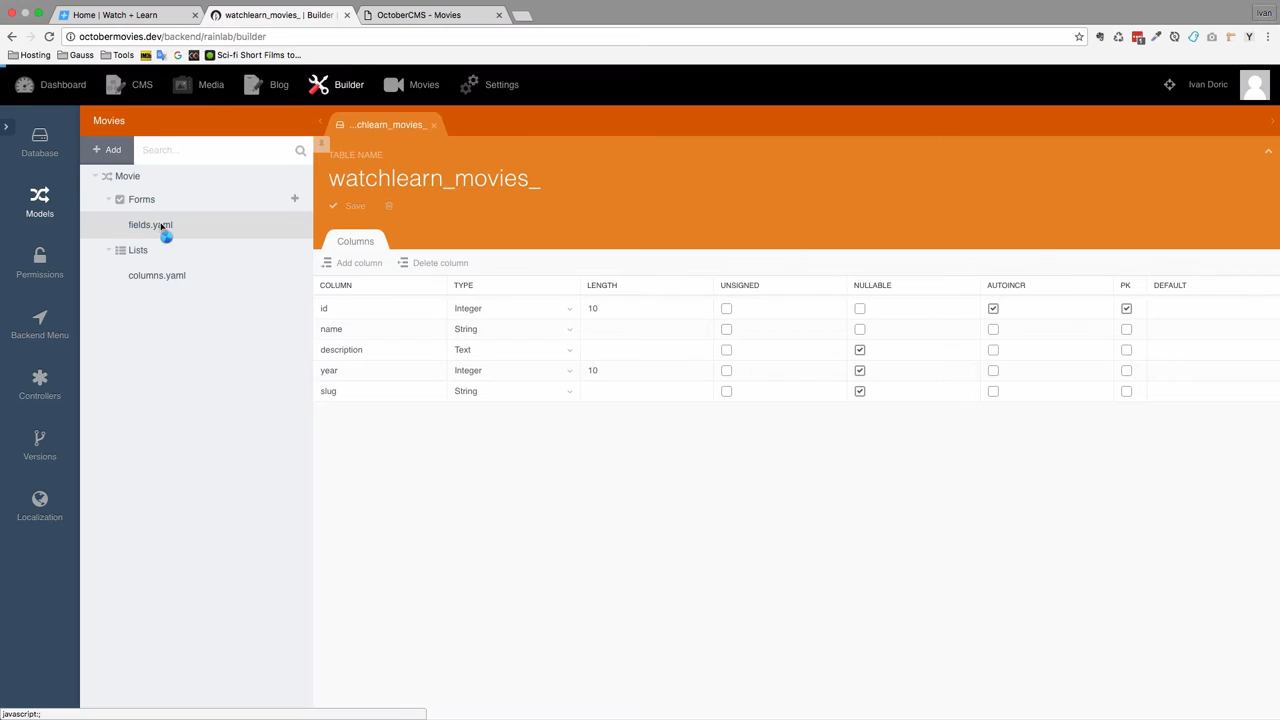 Home | Watch + Learn
watchlearn_movies_ | Builder
OctoberCMS - Movies
Ivan
octobermovies.dev/backend/rainlab/builder
Hosting
Gauss
Tools
Sci-fi Short Films to...
Dashboard
CMS
Media
Blog
Builder
Movies
Settings
Ivan Doric
Database
Models
Permissions
Backend Menu
Controllers
Versions
Localization
Movies
+ Add
Search...
Movie
Forms
fields.yaml
Lists
columns.yaml
...chlearn_movies_
TABLE NAME
watchlearn_movies_
Save
Columns
Add column
Delete column
COLUMN TYPE LENGTH UNSIGNED NULLABLE AUTOINCR PK DEFAULT
id Integer 10
name String
description Text
year Integer 10
slug String
javascript:;